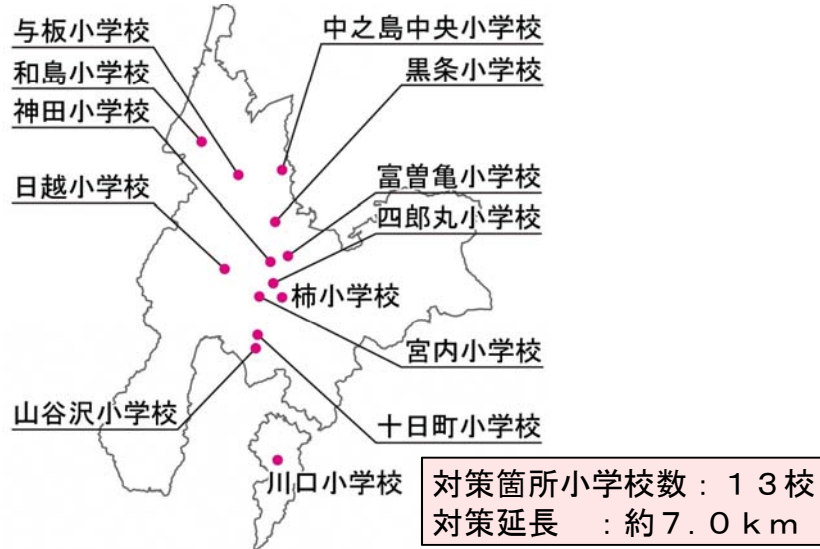 与板小学校
和島小学校
神田小学校
日越小学校
中之島中央小学校
黒条小学校
富曽亀小学校
四郎丸小学校
柿小学校
宮内小学校
山谷沢小学校
十日町小学校
川口小学校
対策箇所小学校数：１３校
対策延長　：約７．０ｋｍ